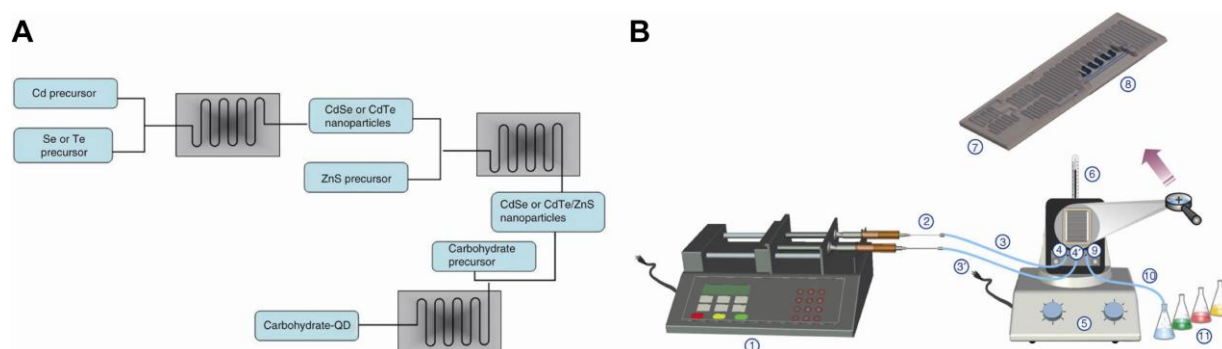 A
B
Cd precursor
Se or Te
precursor
CdSe or CdTe
nanoparticles
ZnS precursor
CdSe or CdTe/ZnS
nanoparticles
Carbohydrate
precursor
Carbohydrate-QD
1
2
3
3'
4
4'
9
5
6
7
8
10
11